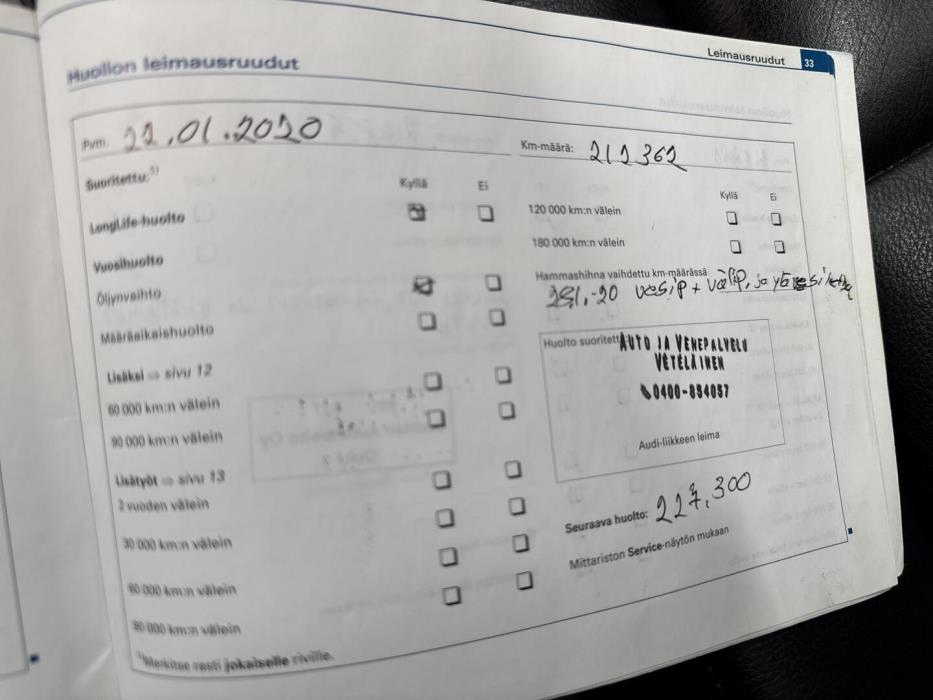 Leimausruudut 33
Huollon leimausruudut
Pvm. 22.01.2020
Km-määrä: 212362
Suoritettu:¹⁾
Kyllä Ei
LongLife-huolto
Vuosihuolto
Öljynvaihto
Määräaikaishuolto
Lisäksi ⇒ sivu 12
60 000 km:n välein
90 000 km:n välein
Lisätyöt ⇒ sivu 13
2 vuoden välein
30 000 km:n välein
60 000 km:n välein
90 000 km:n välein
¹⁾Merkitse rasti jokaiselle riville.
Kyllä Ei
120 000 km:n välein
180 000 km:n välein
Hammashihna vaihdettu km-määrässä
vesip + välip, ja
Huolto suoritett
AUTO JA VENEPALVELU
VETELÄINEN
0400-854057
Audi-liikkeen leima
Seuraava huolto: 227.300
Mittariston Service-näytön mukaan